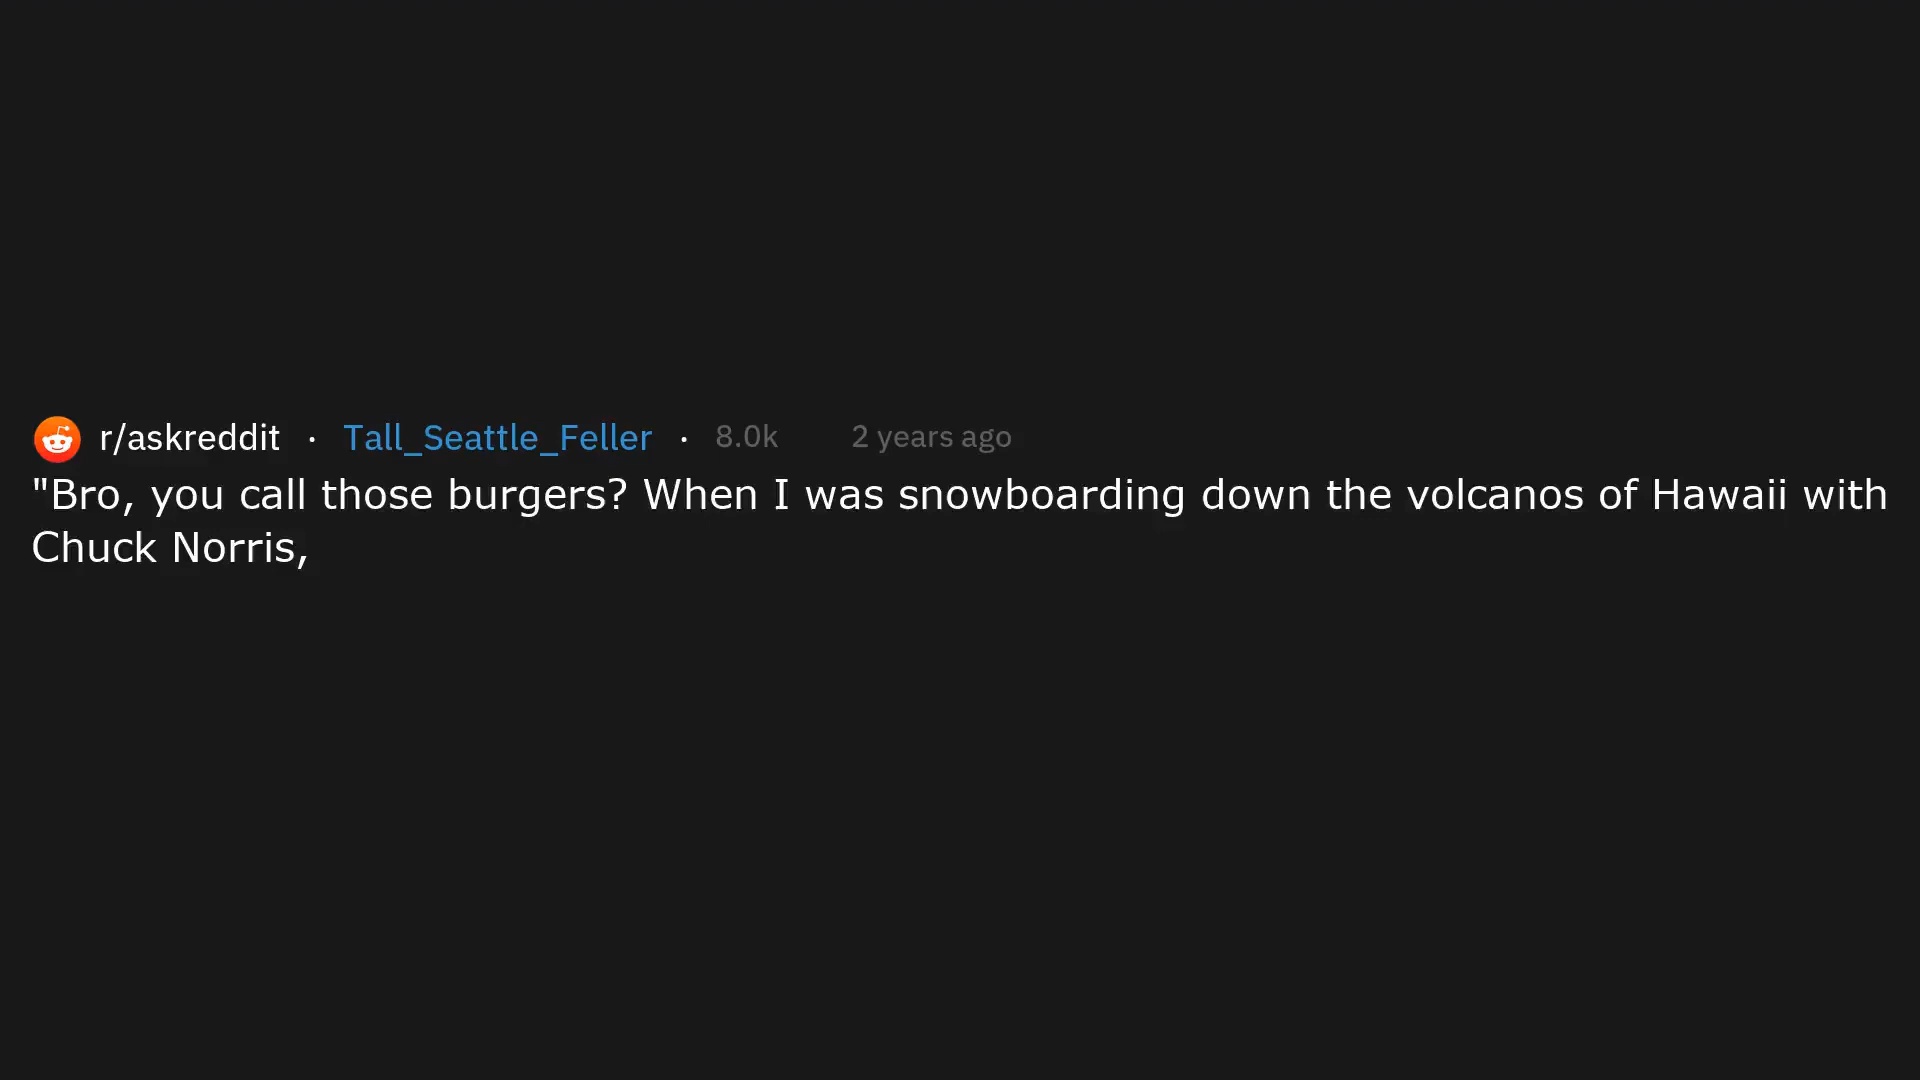 r/askreddit · Tall_Seattle_Feller · 8.0k 2 years ago
"Bro, you call those burgers? When I was snowboarding down the volcanos of Hawaii with
Chuck Norris,